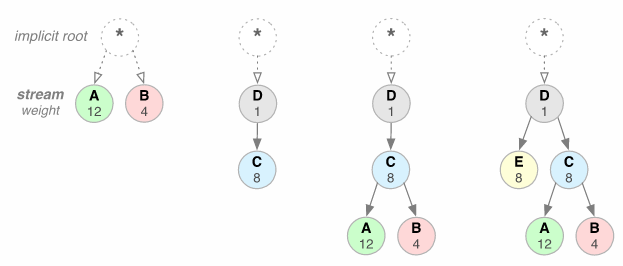 implicit root * * * *
stream A B D D D
weight 12 4 1 1 1
C C E C
8 8 8 8
A B A B
12 4 12 4